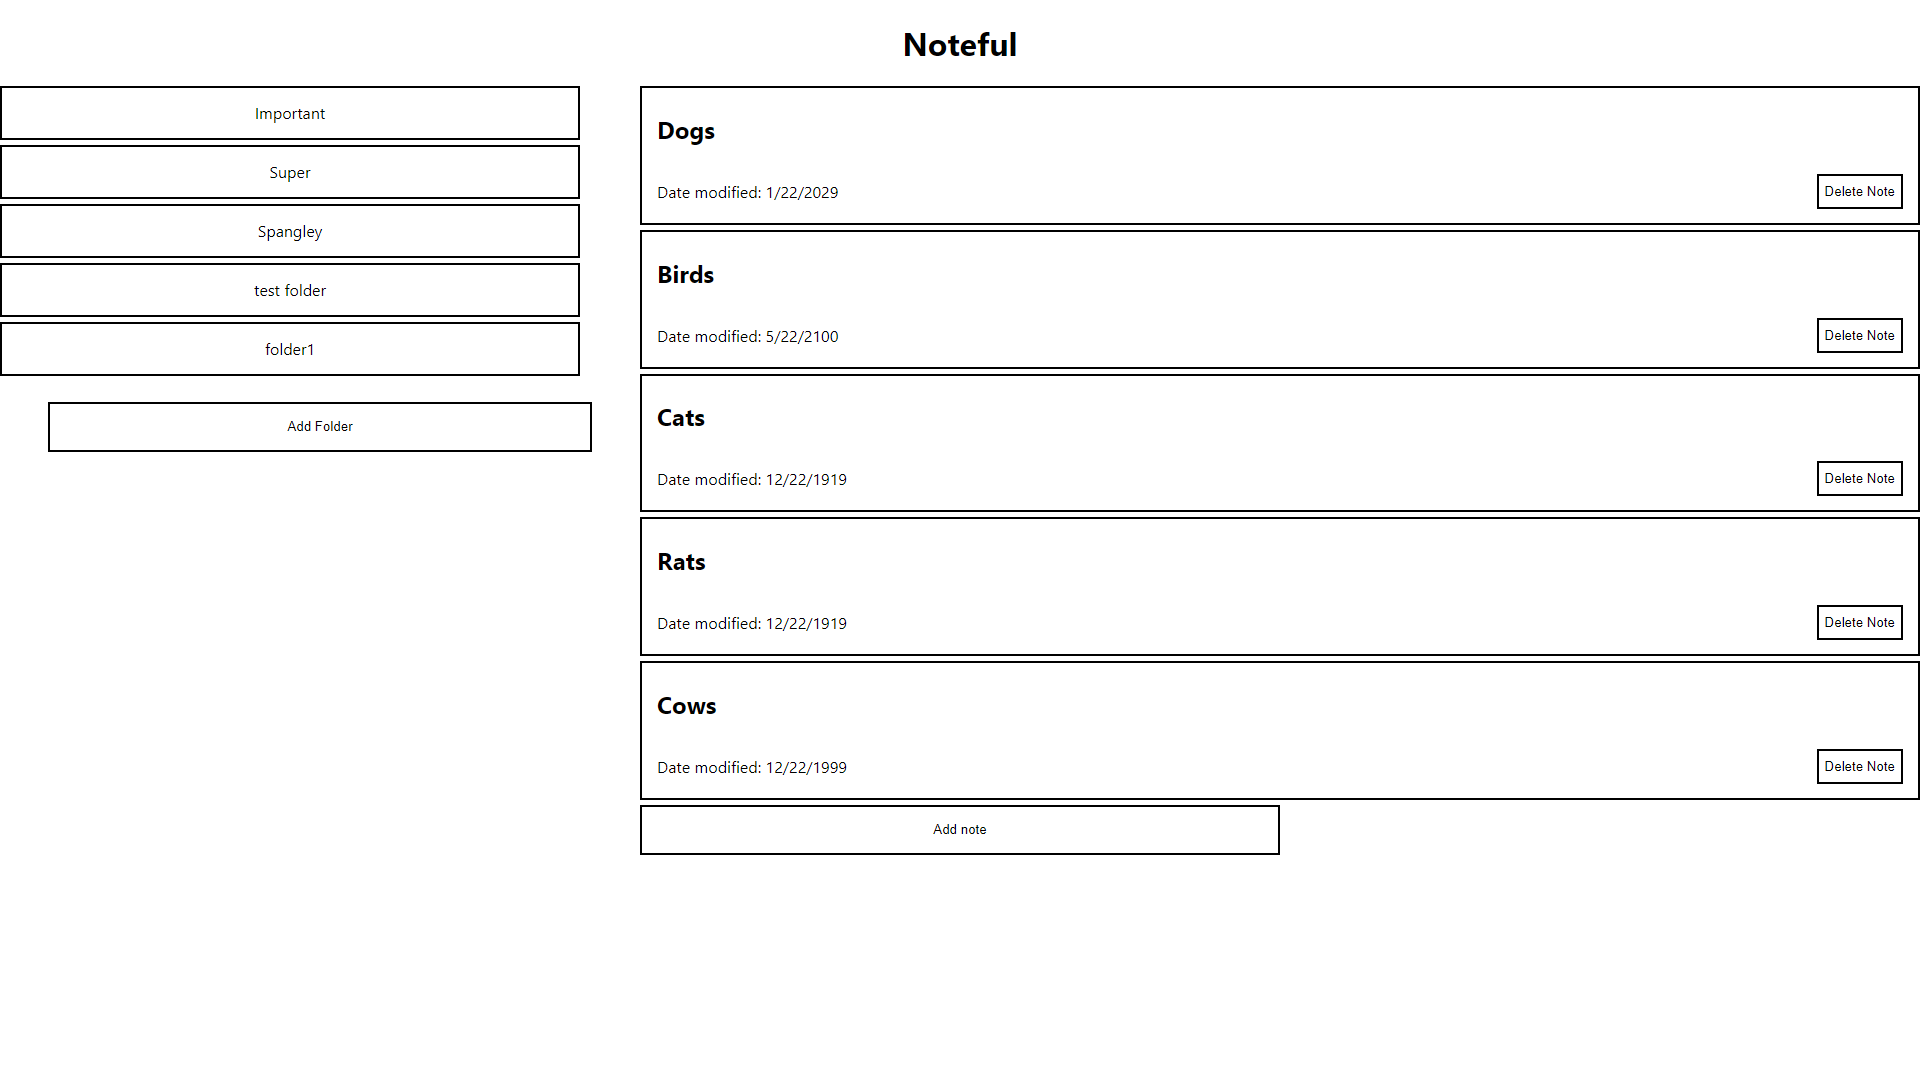 Noteful
Important
Super
Spangley
test folder
folder1
Add Folder
Dogs
Date modified: 1/22/2029
Delete Note
Birds
Date modified: 5/22/2100
Delete Note
Cats
Date modified: 12/22/1919
Delete Note
Rats
Date modified: 12/22/1919
Delete Note
Cows
Date modified: 12/22/1999
Delete Note
Add note